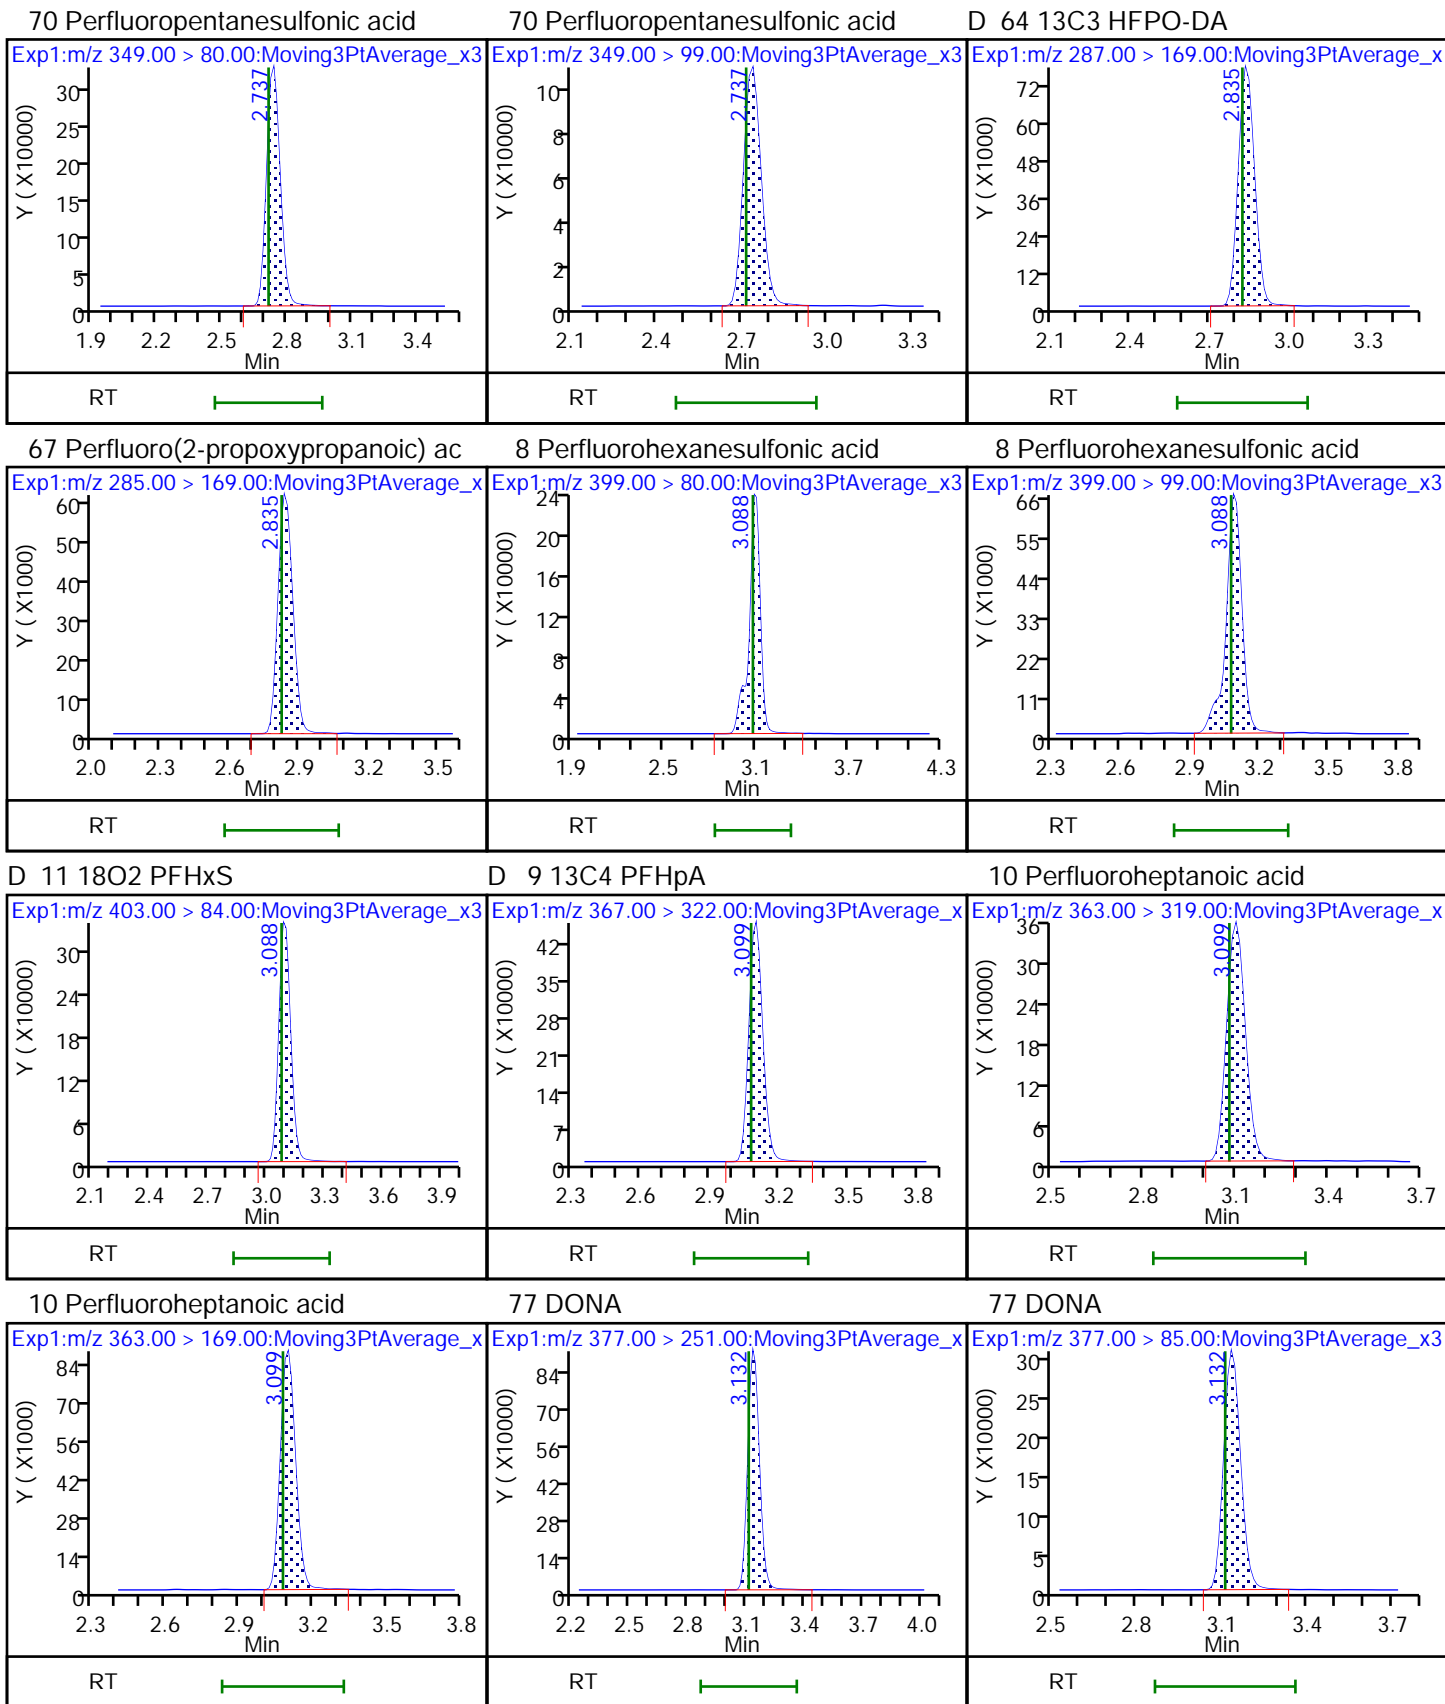 70 Perfluoropentanesulfonic acid
Exp1:m/z 349.00 > 80.00:Moving3PtAverage_x3
2.737
Y ( X10000)
30
25
20
15
10
5
0
1.9 2.2 2.5 2.8 3.1 3.4
Min
RT
70 Perfluoropentanesulfonic acid
Exp1:m/z 349.00 > 99.00:Moving3PtAverage_x3
2.737
Y ( X10000)
10
8
6
4
2
0
2.1 2.4 2.7 3.0 3.3
Min
RT
D 64 13C3 HFPO-DA
Exp1:m/z 287.00 > 169.00:Moving3PtAverage_x
2.835
Y ( X1000)
72
60
48
36
24
12
0
2.1 2.4 2.7 3.0 3.3
Min
RT
67 Perfluoro(2-propoxypropanoic) ac
Exp1:m/z 285.00 > 169.00:Moving3PtAverage_x
2.835
Y ( X1000)
60
50
40
30
20
10
0
2.0 2.3 2.6 2.9 3.2 3.5
Min
RT
8 Perfluorohexanesulfonic acid
Exp1:m/z 399.00 > 80.00:Moving3PtAverage_x3
3.088
Y ( X10000)
24
20
16
12
8
4
0
1.9 2.5 3.1 3.7 4.3
Min
RT
8 Perfluorohexanesulfonic acid
Exp1:m/z 399.00 > 99.00:Moving3PtAverage_x3
3.088
Y ( X1000)
66
55
44
33
22
11
0
2.3 2.6 2.9 3.2 3.5 3.8
Min
RT
D 11 18O2 PFHxS
Exp1:m/z 403.00 > 84.00:Moving3PtAverage_x3
3.088
Y ( X10000)
30
24
18
12
6
0
2.1 2.4 2.7 3.0 3.3 3.6 3.9
Min
RT
D 9 13C4 PFHpA
Exp1:m/z 367.00 > 322.00:Moving3PtAverage_x
3.099
Y ( X10000)
42
35
28
21
14
7
0
2.3 2.6 2.9 3.2 3.5 3.8
Min
RT
10 Perfluoroheptanoic acid
Exp1:m/z 363.00 > 319.00:Moving3PtAverage_x
3.099
Y ( X10000)
36
30
24
18
12
6
0
2.5 2.8 3.1 3.4 3.7
Min
RT
10 Perfluoroheptanoic acid
Exp1:m/z 363.00 > 169.00:Moving3PtAverage_x
3.099
Y ( X10000)
84
70
56
42
28
14
0
2.3 2.6 2.9 3.2 3.5 3.8
Min
RT
77 DONA
Exp1:m/z 377.00 > 251.00:Moving3PtAverage_x
3.132
Y ( X10000)
84
70
56
42
28
14
0
2.2 2.5 2.8 3.1 3.4 3.7 4.0
Min
RT
77 DONA
Exp1:m/z 377.00 > 85.00:Moving3PtAverage_x3
3.132
Y ( X10000)
30
25
20
15
10
5
0
2.5 2.8 3.1 3.4 3.7
Min
RT